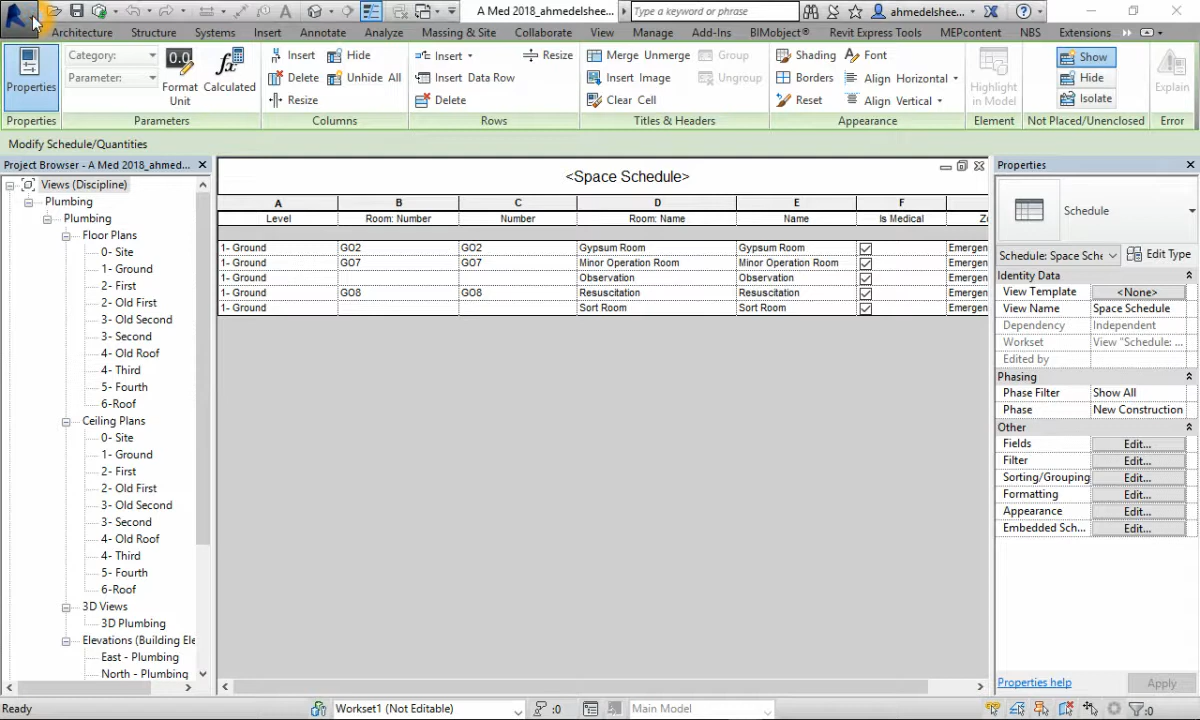 A Med 2018_ahmedelshe...
Type a keyword or phrase
ahmedelshee...
Architecture Structure Systems Insert Annotate Analyze Massing & Site Collaborate View Manage Add-Ins BIMobject® Revit Express Tools MEPcontent NBS Extensions
Properties
Category:
Parameter:
Format Unit
Calculated
Insert Hide
Delete Unhide All
Resize
Insert Resize
Insert Data Row
Delete
Merge Unmerge Group
Insert Image Ungroup
Clear Cell
Shading Font
Borders Align Horizontal
Reset Align Vertical
Highlight in Model
Show
Hide
Isolate
Explain
Properties Parameters Columns Rows Titles & Headers Appearance Element Not Placed/Unenclosed Error
Modify Schedule/Quantities
Project Browser - A Med 2018_ahmed...
Views (Discipline)
Plumbing
Plumbing
Floor Plans
0- Site
1- Ground
2- First
2- Old First
3- Old Second
3- Second
4- Old Roof
4- Third
5- Fourth
6-Roof
Ceiling Plans
0- Site
1- Ground
2- First
2- Old First
3- Old Second
3- Second
4- Old Roof
4- Third
5- Fourth
6-Roof
3D Views
3D Plumbing
Elevations (Building Ele
East - Plumbing
North - Plumbing
<Space Schedule>
A B C D E F
Level Room: Number Number Room: Name Name Is Medical Zo
1- Ground GO2 GO2 Gypsum Room Gypsum Room Emergen
1- Ground GO7 GO7 Minor Operation Room Minor Operation Room Emergen
1- Ground Observation Observation Emergen
1- Ground GO8 GO8 Resuscitation Resuscitation Emergen
1- Ground Sort Room Sort Room Emergen
Properties
Schedule
Schedule: Space Sche Edit Type
Identity Data
View Template <None>
View Name Space Schedule
Dependency Independent
Workset View "Schedule: ...
Edited by
Phasing
Phase Filter Show All
Phase New Construction
Other
Fields Edit...
Filter Edit...
Sorting/Grouping Edit...
Formatting Edit...
Appearance Edit...
Embedded Sch... Edit...
Properties help Apply
Ready
Workset1 (Not Editable)
:0
Main Model
:0